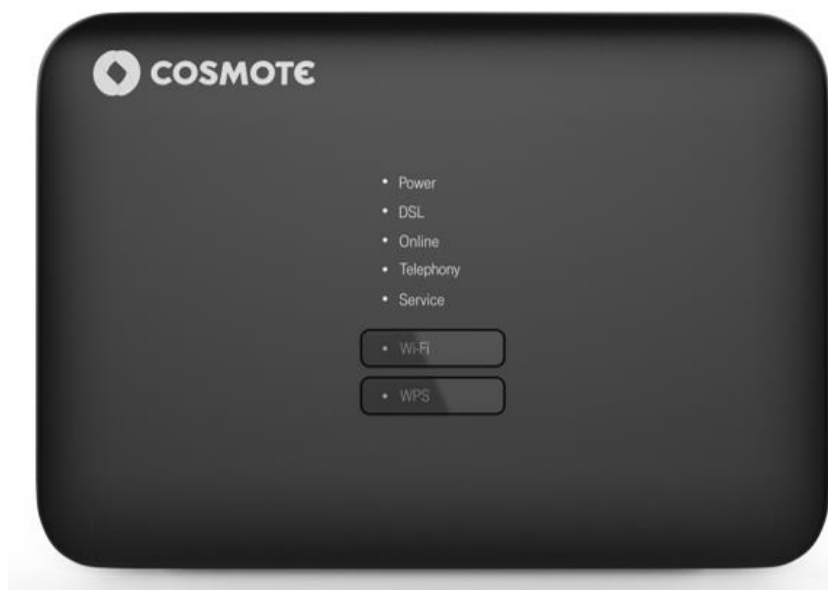 COSMOTE
Power
DSL
Online
Telephony
Service
Wi-Fi
WPS